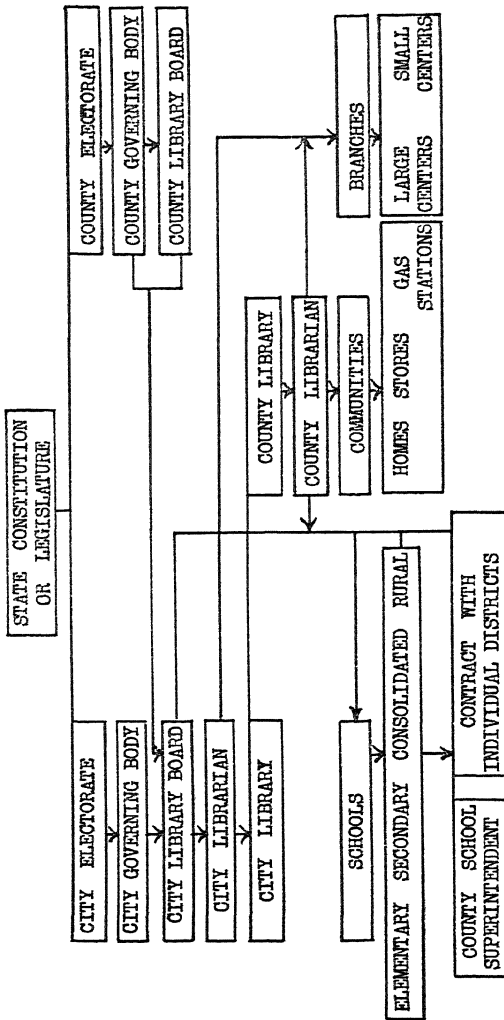 STATE CONSTITUTION
OR LEGISLATURE
CITY ELECTORATE
CITY GOVERNING BODY
CITY LIBRARY BOARD
CITY LIBRARIAN
CITY LIBRARY
COUNTY ELECTORATE
COUNTY GOVERNING BODY
COUNTY LIBRARY BOARD
COUNTY LIBRARY
COUNTY LIBRARIAN
COMMUNITIES
HOMES STORES GAS
STATIONS
BRANCHES
LARGE SMALL
CENTERS CENTERS
SCHOOLS
ELEMENTARY SECONDARY CONSOLIDATED RURAL
COUNTY SCHOOL
SUPERINTENDENT
CONTRACT WITH
INDIVIDUAL DISTRICTS